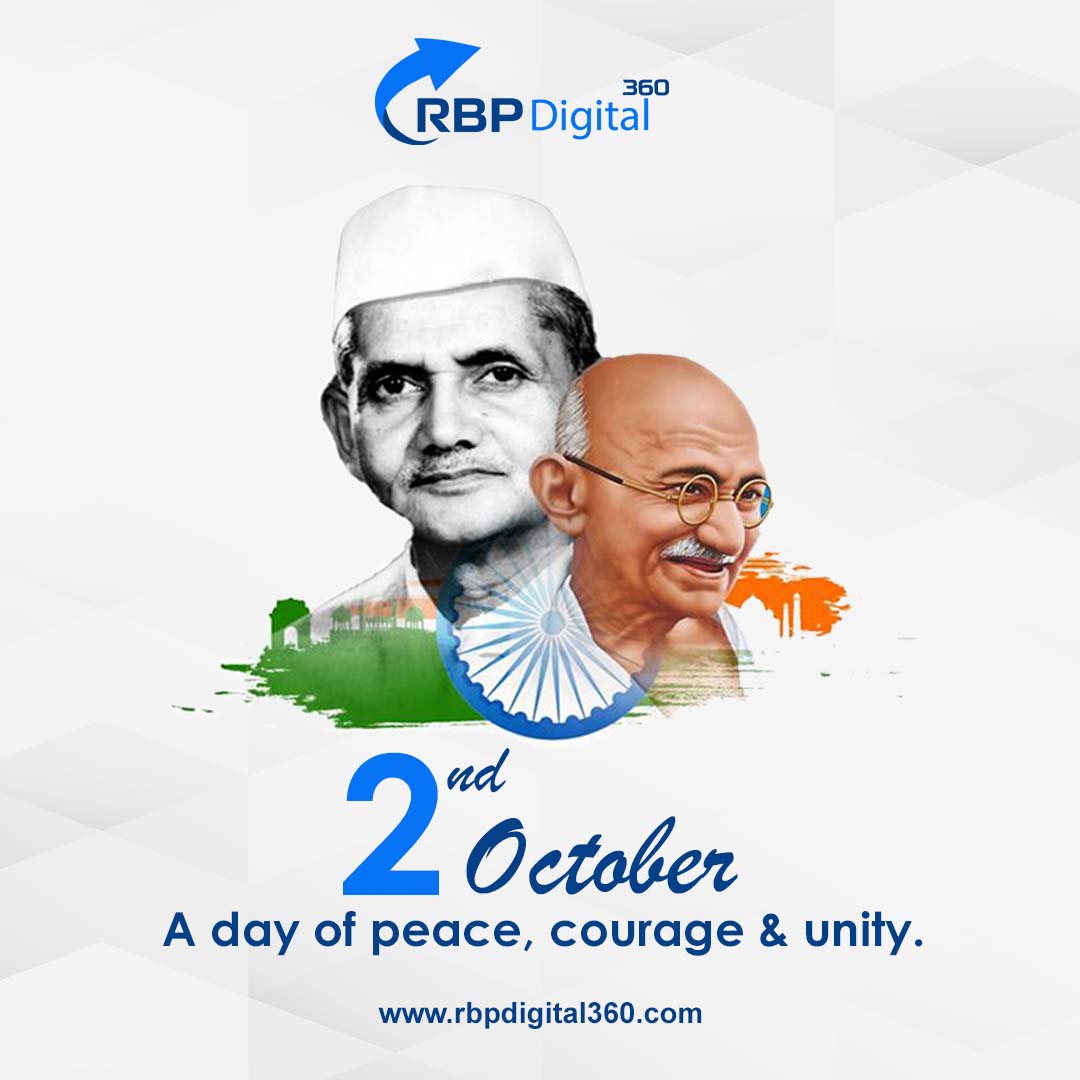 RBP Digital 360
2nd
October
A day of peace, courage & unity.
www.rbpdigital360.com